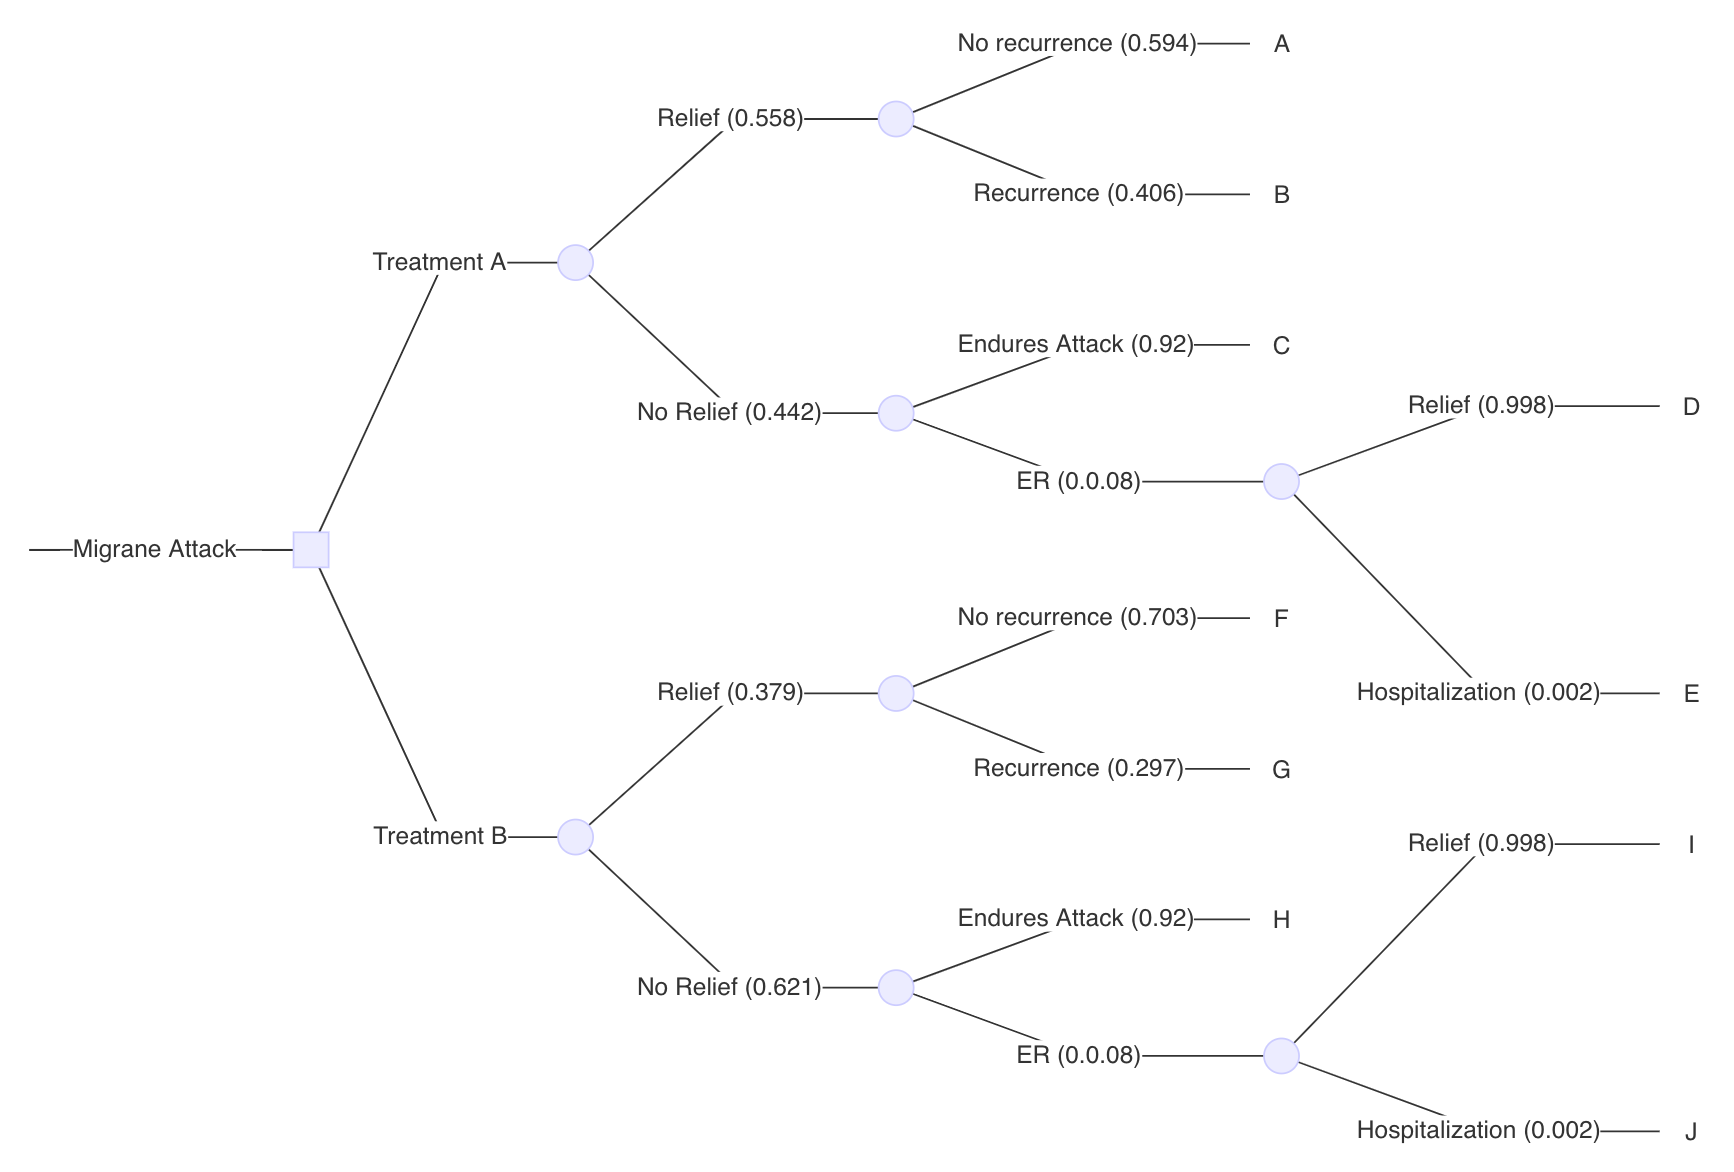 No recurrence (0.594) A
Relief (0.558)
Recurrence (0.406) B
Treatment A
Endures Attack (0.92) C
Relief (0.998) D
No Relief (0.442)
ER (0.0.08)
Migrane Attack
No recurrence (0.703) F
Relief (0.379)
Hospitalization (0.002) E
Recurrence (0.297) G
Treatment B
Relief (0.998) I
Endures Attack (0.92) H
No Relief (0.621)
ER (0.0.08)
Hospitalization (0.002) J